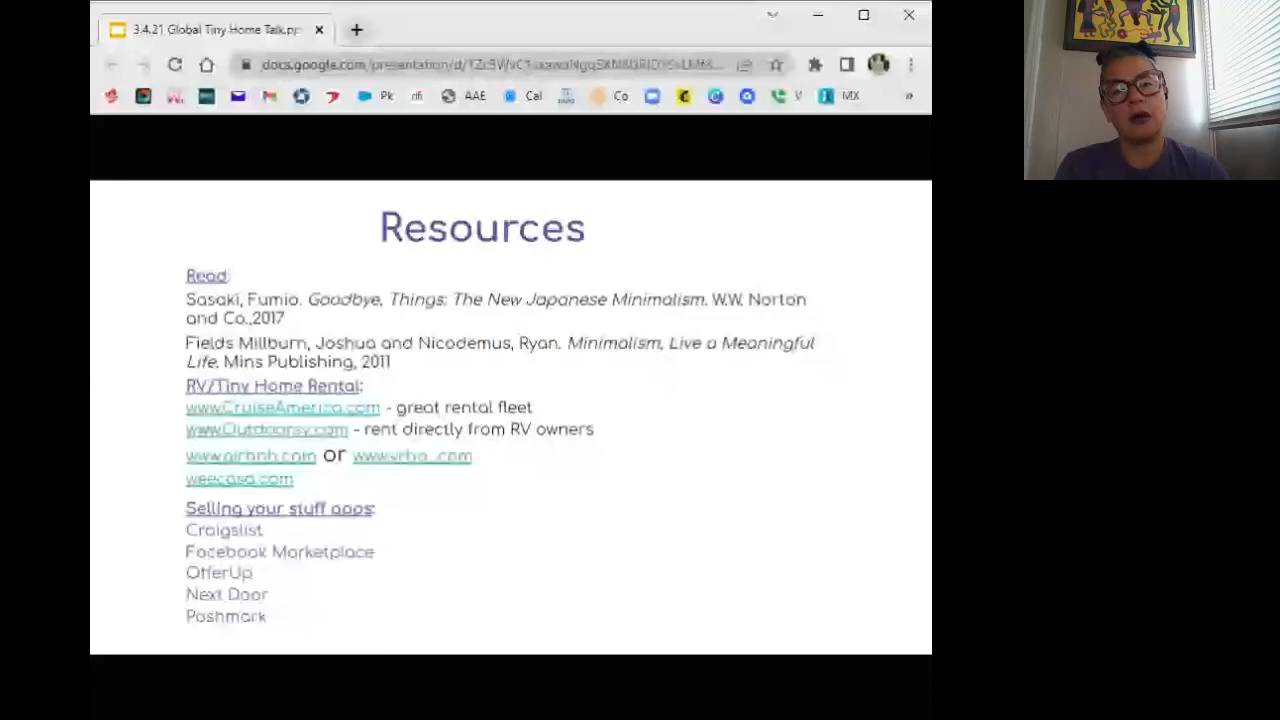 3.4.21 Global Tiny Home Talk.pp
Pk
rifi
AAE
Cal
Co
V
MX
»
Resources
Read:
Sasaki, Fumio. Goodbye, Things: The New Japanese Minimalism. W.W. Norton
and Co.,2017
Fields Millburn, Joshua and Nicodemus, Ryan. Minimalism, Live a Meaningful
Life. Mins Publishing, 2011
RV/Tiny Home Rental:
www.CruiseAmerica.com - great rental fleet
www.Outdoorsy.com - rent directly from RV owners
www.airbnb.com or www.vrbo .com
weecasa.com
Selling your stuff apps:
Craigslist
Facebook Marketplace
OfferUp
Next Door
Poshmark